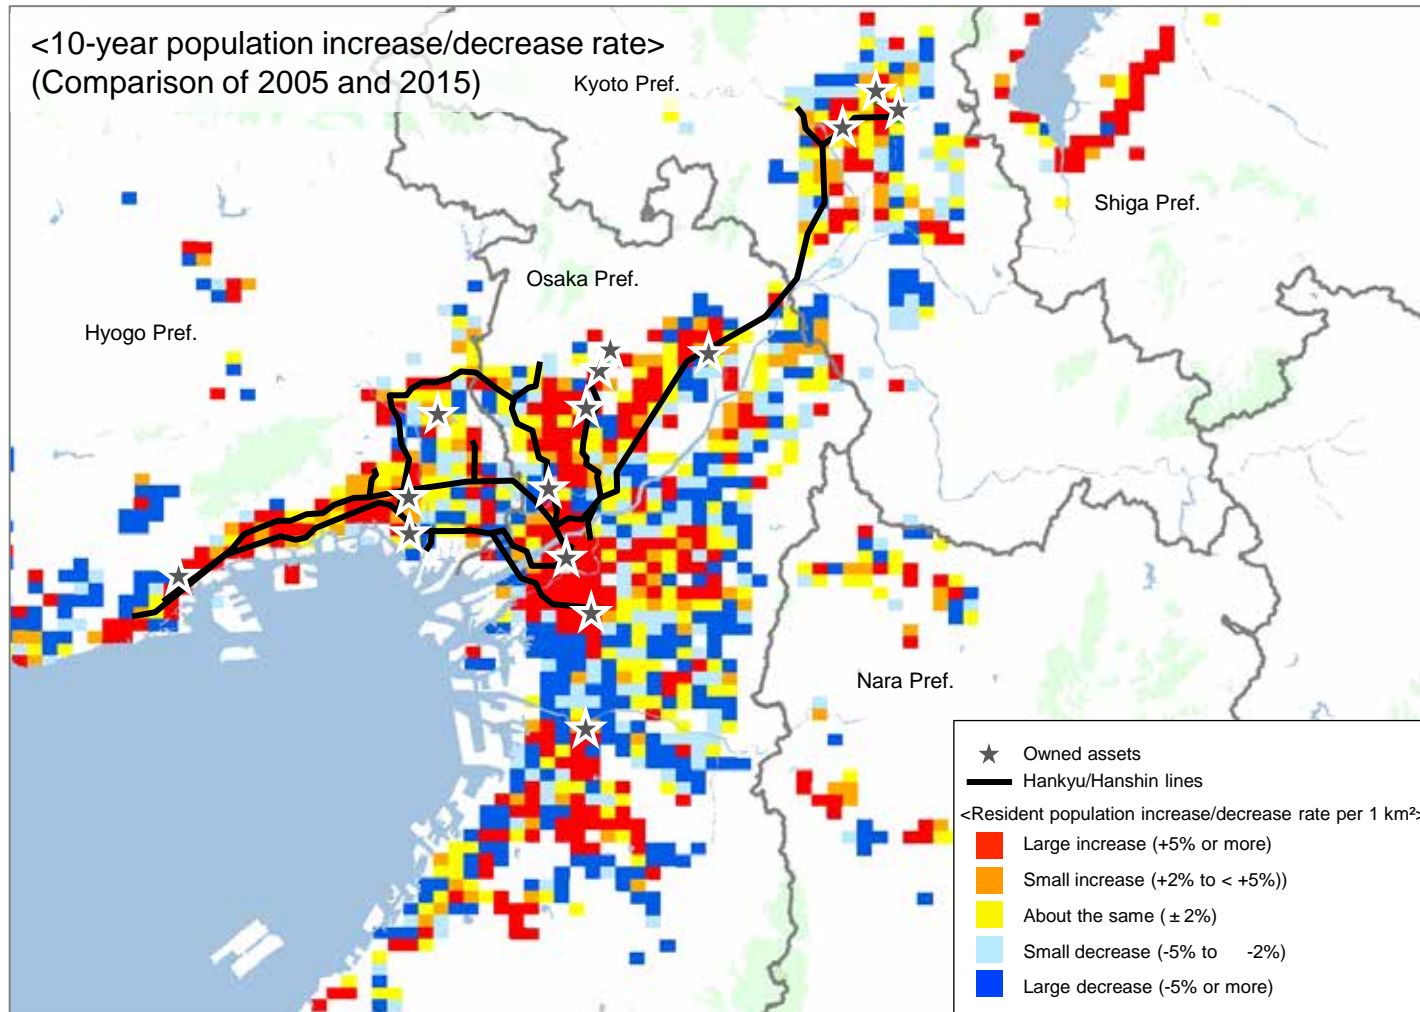 <10-year population increase/decrease rate>
(Comparison of 2005 and 2015)
Kyoto Pref.
Shiga Pref.
Osaka Pref.
Hyogo Pref.
Nara Pref.
Owned assets
Hankyu/Hanshin lines
<Resident population increase/decrease rate per 1 km²>
Large increase (+5% or more)
Small increase (+2% to < +5%))
About the same (±2%)
Small decrease (-5% to -2%)
Large decrease (-5% or more)